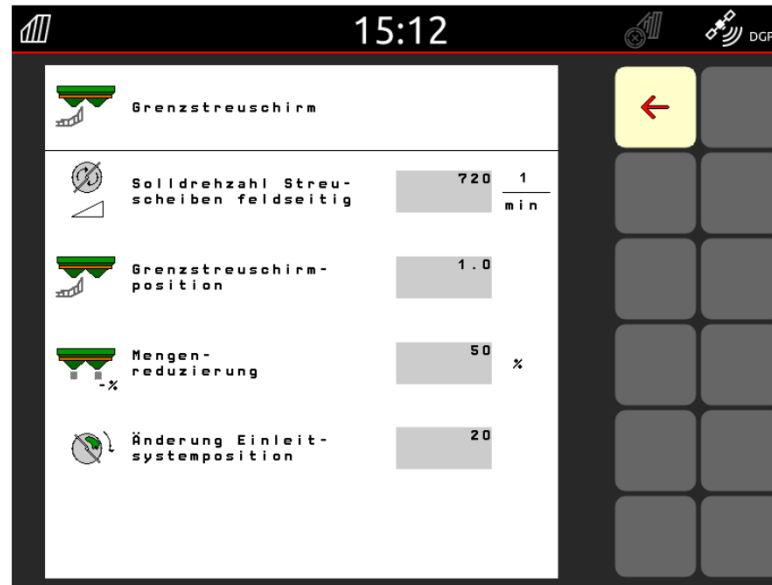 15:12
DGP
Grenzstreuschirm
Solldrehzahl Streu-
scheiben feldseitig
720
1
min
Grenzstreuschirm-
position
1.0
Mengen-
reduzierung
50
%
-%
Änderung Einleit-
systemposition
20